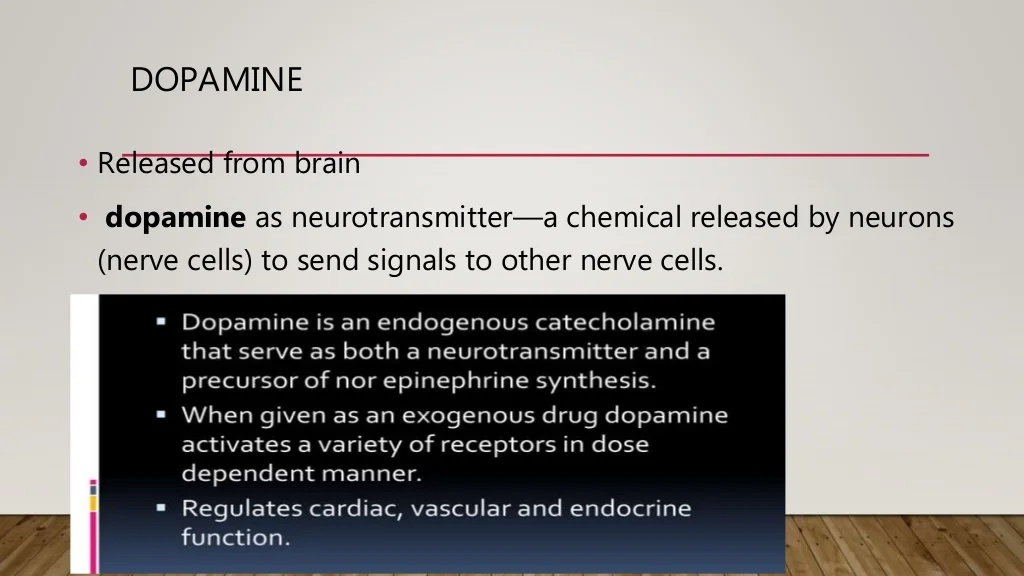 DOPAMINE
• Released from brain
• dopamine as neurotransmitter—a chemical released by neurons
(nerve cells) to send signals to other nerve cells.
▪ Dopamine is an endogenous catecholamine
that serve as both a neurotransmitter and a
precursor of nor epinephrine synthesis.
▪ When given as an exogenous drug dopamine
activates a variety of receptors in dose
dependent manner.
▪ Regulates cardiac, vascular and endocrine
function.